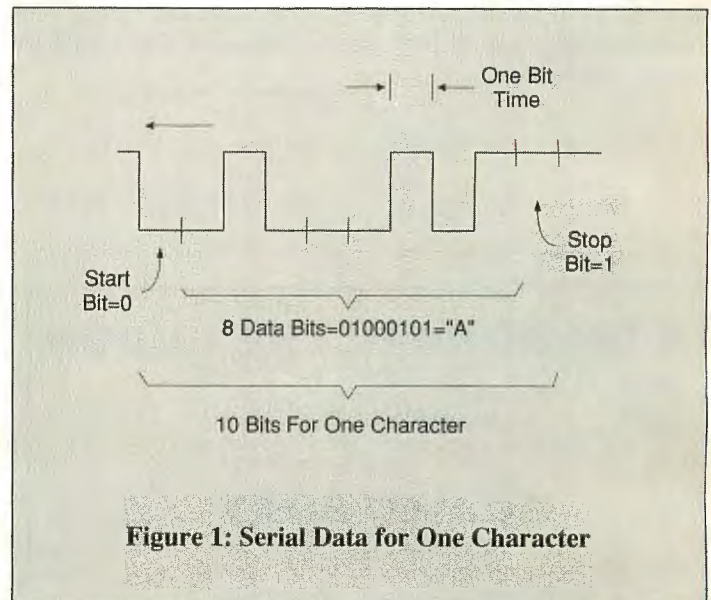 One Bit
Time
Start
Bit=0
Stop
Bit=1
8 Data Bits=01000101="A"
10 Bits For One Character
Figure 1: Serial Data for One Character